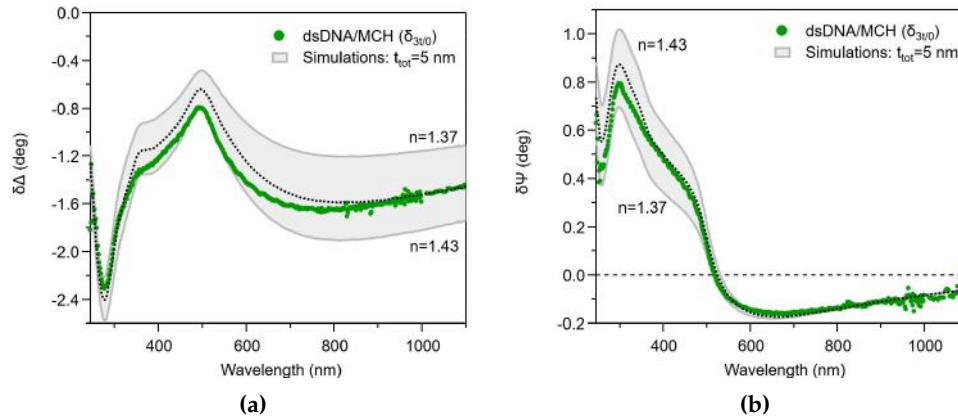 dsDNA/MCH (δ3t/0)
Simulations: ttot=5 nm
-0.0
-0.4
-0.8
-1.2
-1.6
-2.0
-2.4
δΔ (deg)
n=1.37
n=1.43
400 600 800 1000
Wavelength (nm)
(a)
dsDNA/MCH (δ3t/0)
Simulations: ttot=5 nm
1.0
0.8
0.6
0.4
0.2
0.0
-0.2
δΨ (deg)
n=1.43
n=1.37
400 600 800 1000
Wavelength (nm)
(b)